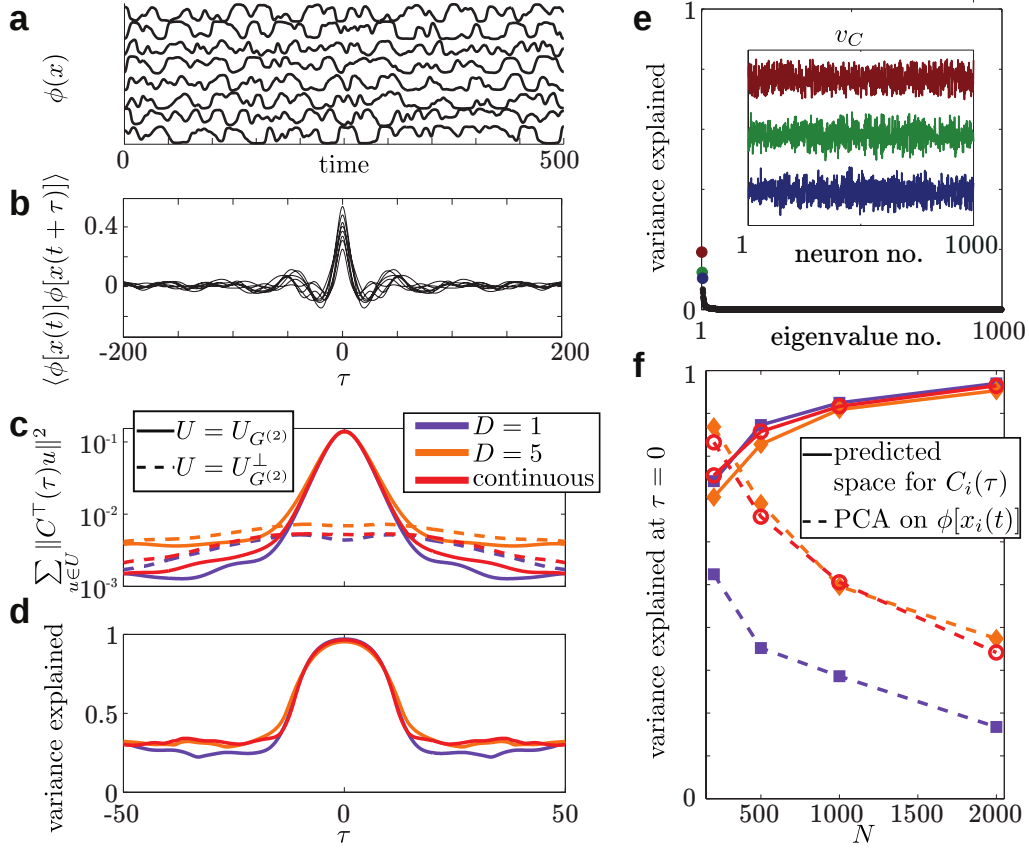 a
ϕ(x)
0
time
500
b
⟨ϕ[x(t)]ϕ[x(t + τ)]⟩
0.4
0
-200
0
200
τ
c
U = U_{G^{(2)}}
U = U^⊥_{G^{(2)}}
D = 1
D = 5
continuous
∑_{u∈U} ‖C^⊤(τ)u‖²
10⁻¹
10⁻²
10⁻³
d
variance explained
1
0.5
0
-50
0
50
τ
e
variance explained
1
0
v_C
1
1000
neuron no.
1
1000
eigenvalue no.
f
variance explained at τ = 0
1
0
predicted
space for C_i(τ)
PCA on ϕ[x_i(t)]
500
1000
1500
2000
N